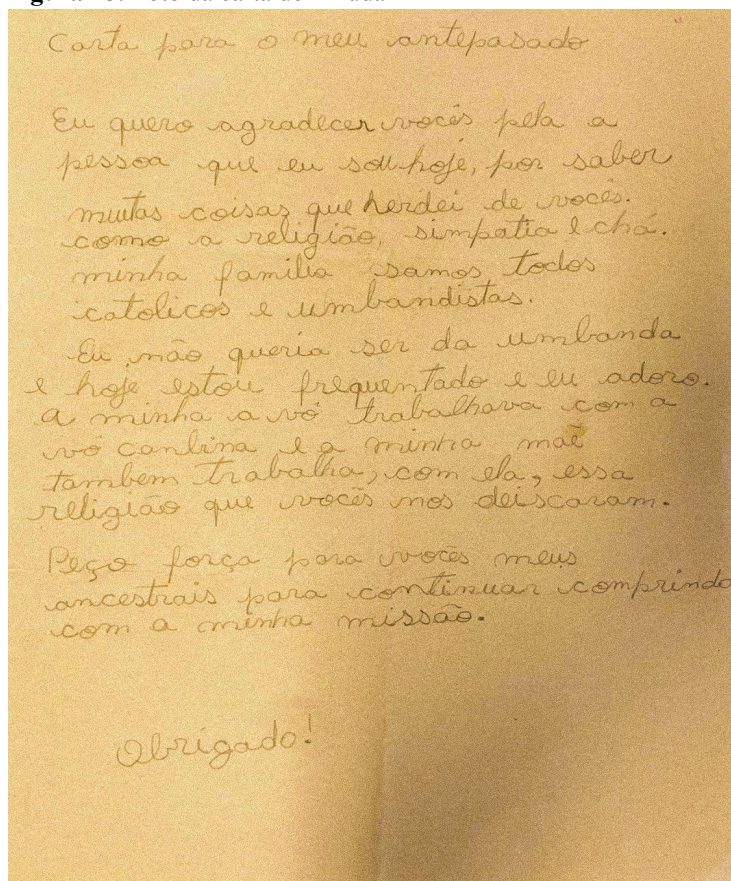 Carta para o meu antepasado
Eu quero agradecer vocês pela a
pessoa que eu sou hoje, por saber
muitas coisas que herdei de vocês.
como a religião, simpatia e chá.
minha familia samos todos
catolicos e umbandistas.
Eu não queria ser da umbanda
e hoje estou frequentado e eu adoro.
a minha a vó trabalhava com a
vó canbina e a minha mãe
tambem trabalha, com ela, essa
religião que vocês nos deiscaram.
Peço força para vocês meus
ancestrais para continuar comprindo
com a minha missão.
Obrigado!